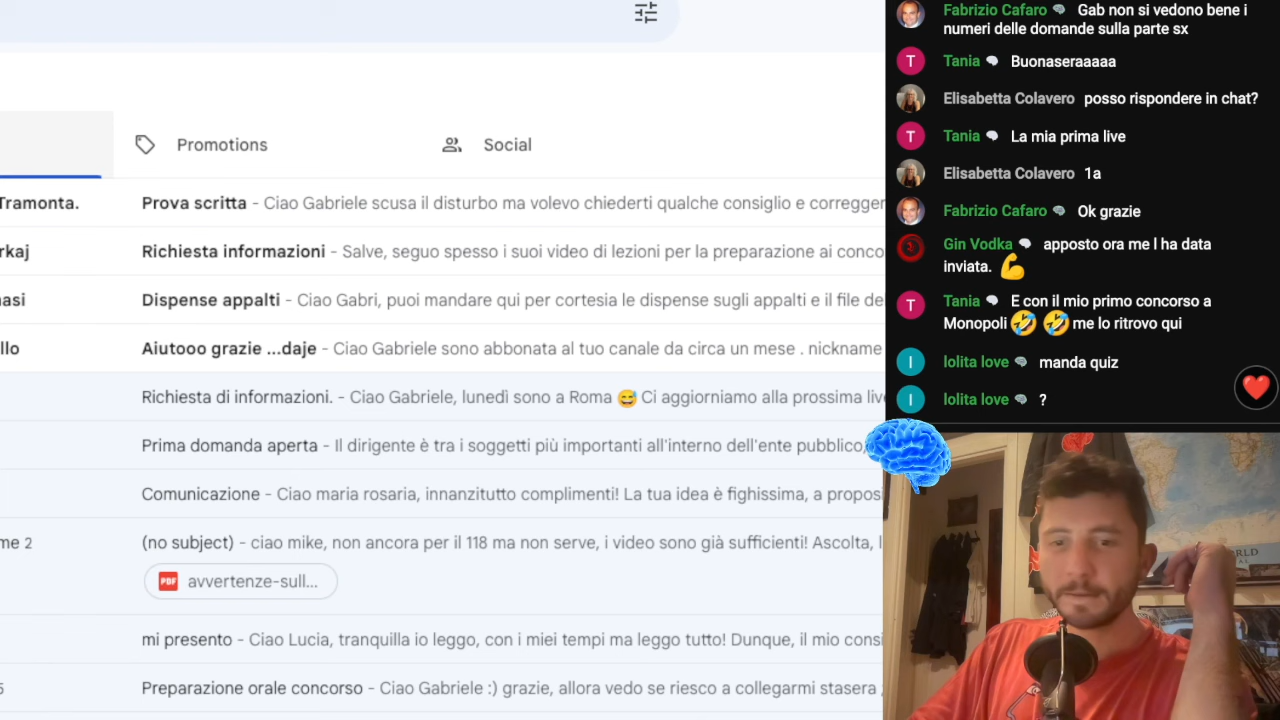 Promotions
Social
Tramonta.
Prova scritta - Ciao Gabriele scusa il disturbo ma volevo chiederti qualche consiglio e corregger
rkaj
Richiesta informazioni - Salve, seguo spesso i suoi video di lezioni per la preparazione ai conco
nasi
Dispense appalti - Ciao Gabri, puoi mandare qui per cortesia le dispense sugli appalti e il file de
llo
Aiutooo grazie ...daje - Ciao Gabriele sono abbonata al tuo canale da circa un mese . nickname
Richiesta di informazioni. - Ciao Gabriele, lunedì sono a Roma 😅 Ci aggiorniamo alla prossima liv
Prima domanda aperta - Il dirigente è tra i soggetti più importanti all'interno dell'ente pubblico,
Comunicazione - Ciao maria rosaria, innanzitutto complimenti! La tua idea è fighissima, a propos
me 2
(no subject) - ciao mike, non ancora per il 118 ma non serve, i video sono già sufficienti! Ascolta, l
PDF avvertenze-sull...
mi presento - Ciao Lucia, tranquilla io leggo, con i miei tempi ma leggo tutto! Dunque, il mio consi
5
Preparazione orale concorso - Ciao Gabriele :) grazie, allora vedo se riesco a collegarmi stasera
Fabrizio Cafaro Gab non si vedono bene i
numeri delle domande sulla parte sx
T Tania Buonaseraaaaa
Elisabetta Colavero posso rispondere in chat?
T Tania La mia prima live
Elisabetta Colavero 1a
Fabrizio Cafaro Ok grazie
Gin Vodka apposto ora me l ha data
inviata. 💪
T Tania E con il mio primo concorso a
Monopoli 🤣 🤣 me lo ritrovo qui
l lolita love manda quiz
l lolita love ?